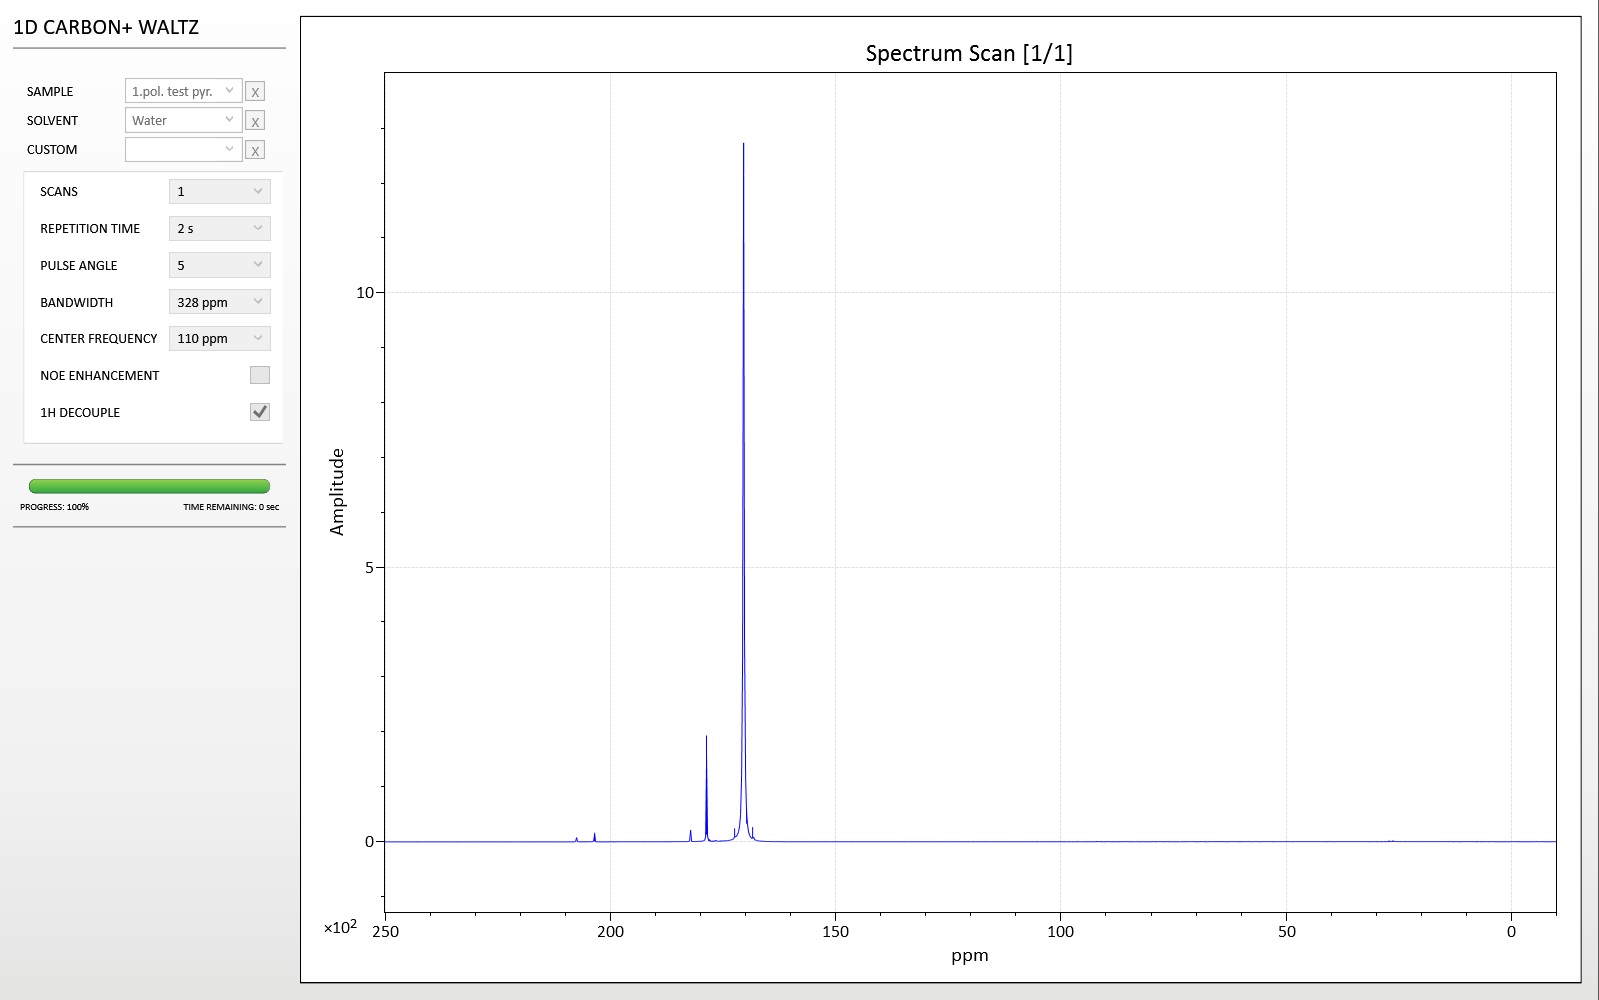 1D CARBON+ WALTZ
SAMPLE 1.pol. test pyr. X
SOLVENT Water X
CUSTOM X
SCANS 1
REPETITION TIME 2 s
PULSE ANGLE 5
BANDWIDTH 328 ppm
CENTER FREQUENCY 110 ppm
NOE ENHANCEMENT
1H DECOUPLE
PROGRESS: 100% TIME REMAINING: 0 sec
Spectrum Scan [1/1]
Amplitude
10
5
0
×10²
250 200 150 100 50 0
ppm